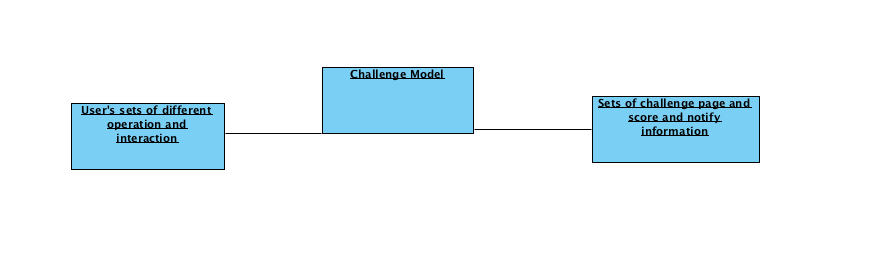 Challenge Model
User's sets of different
operation and
interaction
Sets of challenge page and
score and notify
information